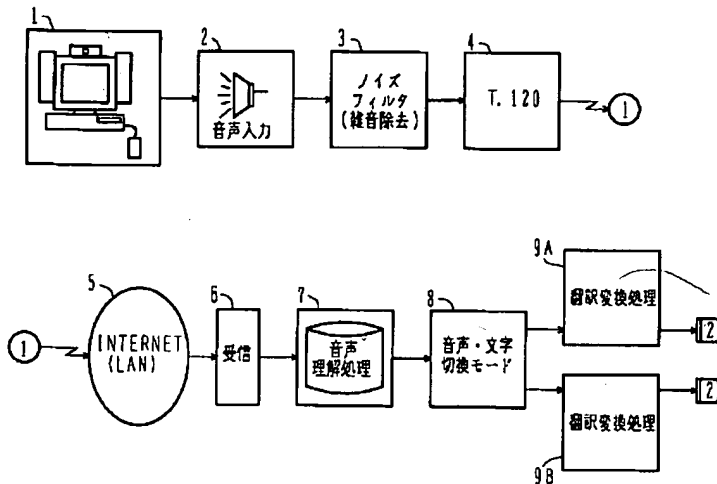 1
2
音声入力
3
ノイズ
フィルタ
(雑音除去)
4
T.120
1
1
5
INTERNET
(LAN)
6
受信
7
音声
理解処理
8
音声・文字
切換モード
9A
翻訳変換処理
2
9B
翻訳変換処理
2